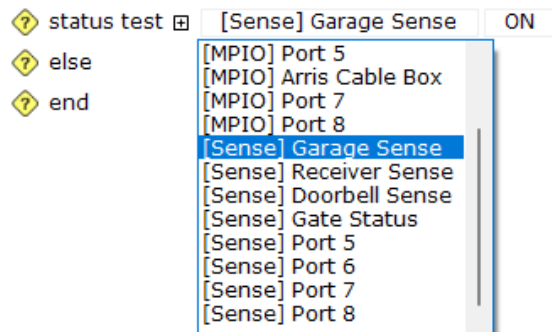 status test [Sense] Garage Sense ON
else
end
[MPIO] Port 5
[MPIO] Arris Cable Box
[MPIO] Port 7
[MPIO] Port 8
[Sense] Garage Sense
[Sense] Receiver Sense
[Sense] Doorbell Sense
[Sense] Gate Status
[Sense] Port 5
[Sense] Port 6
[Sense] Port 7
[Sense] Port 8